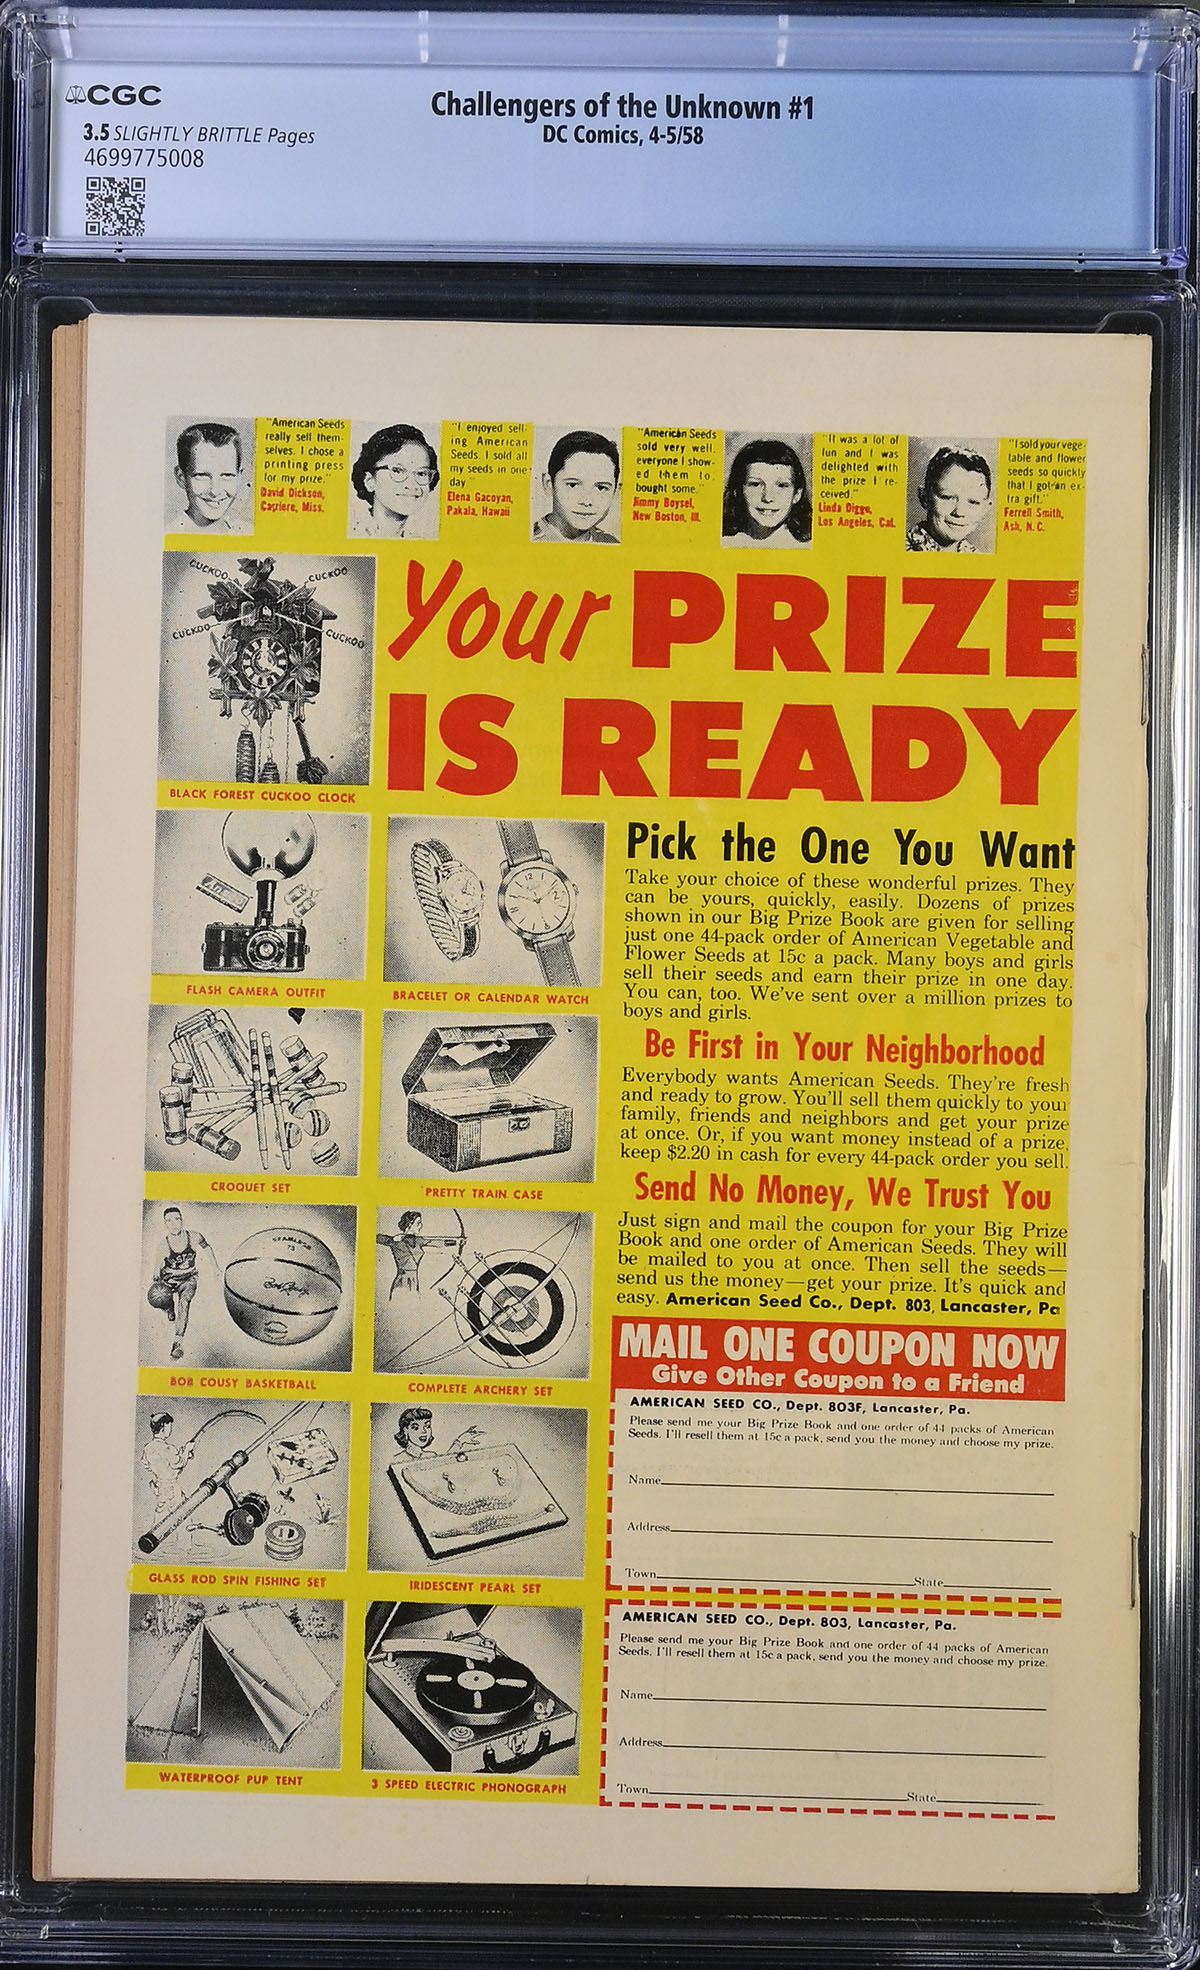 CGC
3.5 SLIGHTLY BRITTLE Pages
4699775008
Challengers of the Unknown #1
DC Comics, 4-5/58
"American Seeds
really sell them-
selves. I chose a
printing press
for my prize."
David Dickson,
Carriere, Miss.
"I enjoyed sell-
ing American
Seeds. I sold all
my seeds in one
day"
Elena Gacoyan,
Pakala, Hawaii
"American Seeds
sold very well.
everyone I show-
ed them to.
bought some."
Jimmy Boysel,
New Boston, Ill.
"It was a lot of
fun and I was
delighted with
the prize I re-
ceived."
Linda Diggs,
Los Angeles, Cal.
"I sold your vege-
table and flower
seeds so quickly
that I got an ex-
tra gift."
Ferrell Smith,
Ash, N. C.
CUCKOO
CUCKOO
CUCKOO
CUCKOO
BLACK FOREST CUCKOO CLOCK
Your PRIZE
IS READY
FLASH CAMERA OUTFIT
BRACELET OR CALENDAR WATCH
CROQUET SET
PRETTY TRAIN CASE
BOB COUSY BASKETBALL
COMPLETE ARCHERY SET
GLASS ROD SPIN FISHING SET
IRIDESCENT PEARL SET
WATERPROOF PUP TENT
3 SPEED ELECTRIC PHONOGRAPH
Pick the One You Want
Take your choice of these wonderful prizes. They
can be yours, quickly, easily. Dozens of prizes
shown in our Big Prize Book are given for selling
just one 44-pack order of American Vegetable and
Flower Seeds at 15c a pack. Many boys and girls
sell their seeds and earn their prize in one day.
You can, too. We've sent over a million prizes to
boys and girls.
Be First in Your Neighborhood
Everybody wants American Seeds. They're fresh
and ready to grow. You'll sell them quickly to your
family, friends and neighbors and get your prize
at once. Or, if you want money instead of a prize,
keep $2.20 in cash for every 44-pack order you sell.
Send No Money, We Trust You
Just sign and mail the coupon for your Big Prize
Book and one order of American Seeds. They will
be mailed to you at once. Then sell the seeds—
send us the money—get your prize. It's quick and
easy. American Seed Co., Dept. 803, Lancaster, Pa
MAIL ONE COUPON NOW
Give Other Coupon to a Friend
AMERICAN SEED CO., Dept. 803F, Lancaster, Pa.
Please send me your Big Prize Book and one order of 44 packs of American
Seeds. I'll resell them at 15c a pack, send you the money and choose my prize.
Name
Address
Town State
AMERICAN SEED CO., Dept. 803, Lancaster, Pa.
Please send me your Big Prize Book and one order of 44 packs of American
Seeds. I'll resell them at 15c a pack, send you the money and choose my prize.
Name
Address
Town State